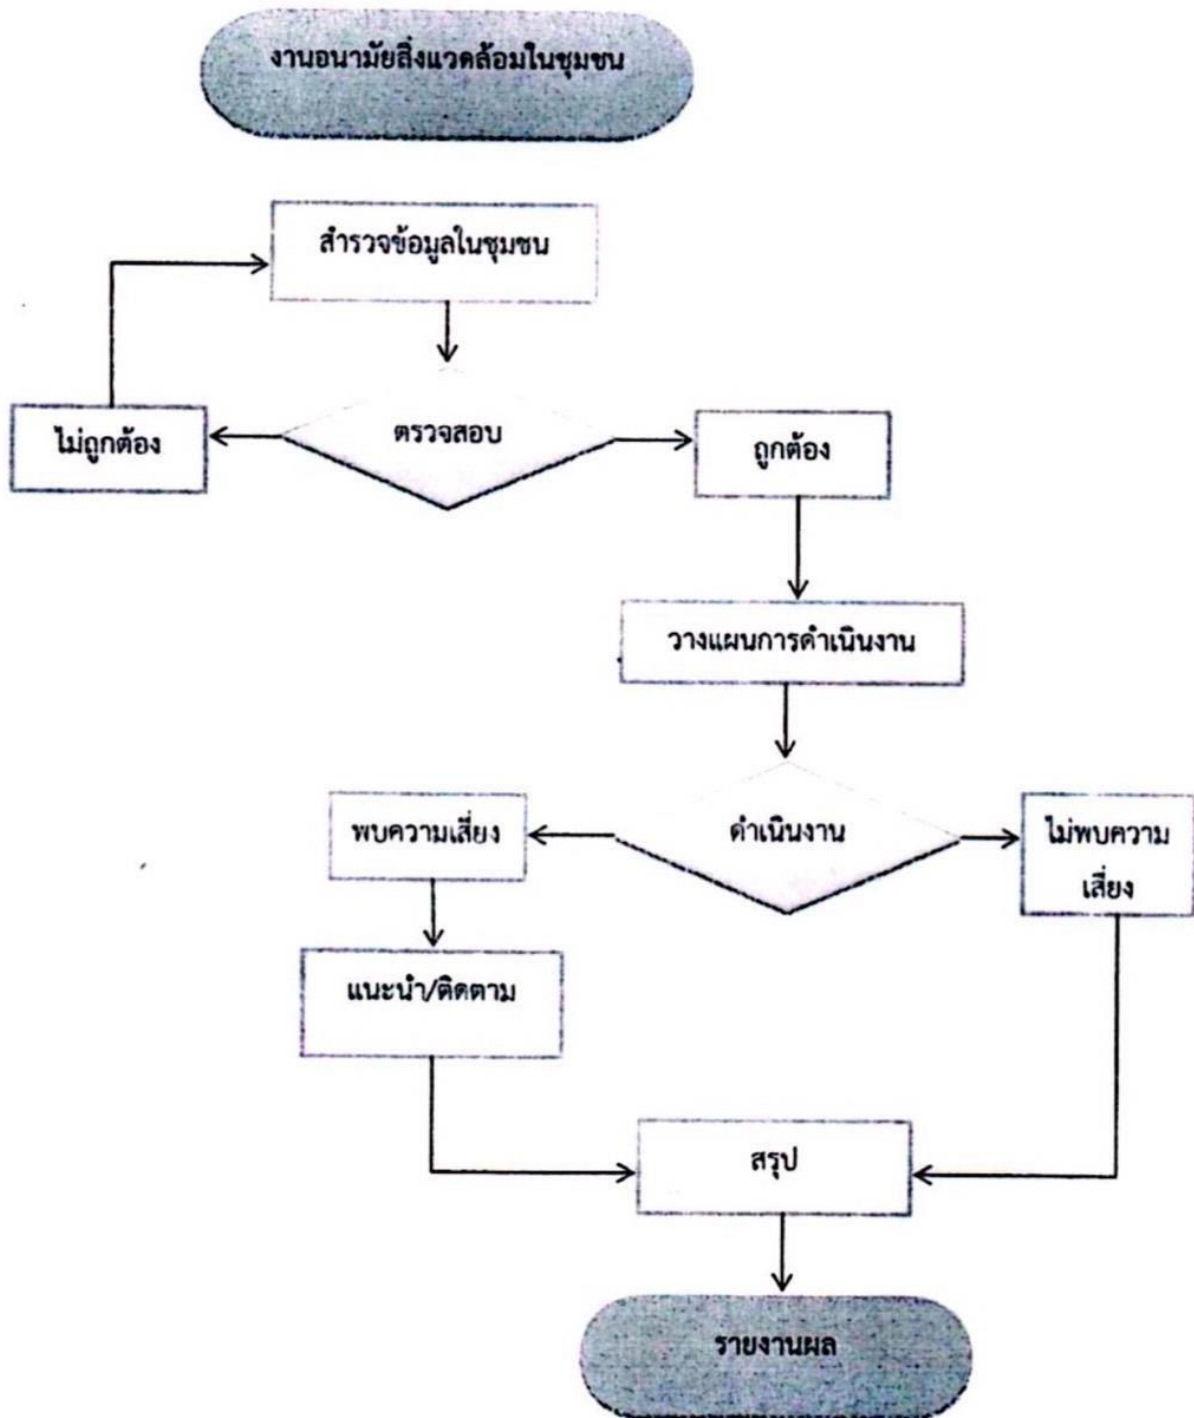 งานอนามัยสิ่งแวดล้อมในชุมชน
สำรวจข้อมูลในชุมชน
ไม่ถูกต้อง
ตรวจสอบ
ถูกต้อง
วางแผนการดำเนินงาน
พบความเสี่ยง
ดำเนินงาน
ไม่พบความ
เสี่ยง
แนะนำ/ติดตาม
สรุป
รายงานผล